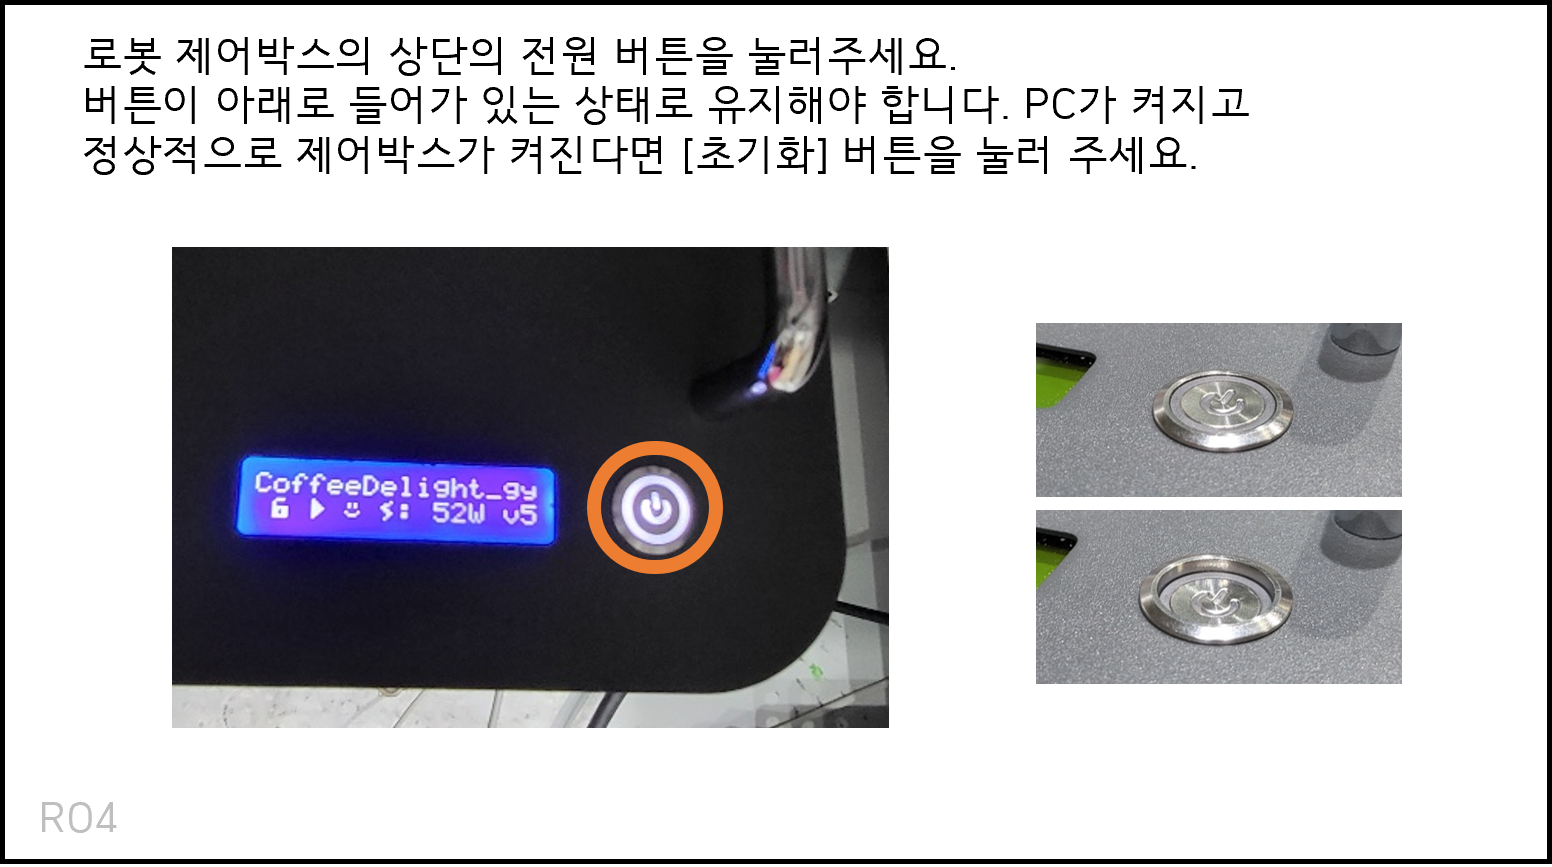 로봇 제어박스의 상단의 전원 버튼을 눌러주세요.
버튼이 아래로 들어가 있는 상태로 유지해야 합니다. PC가 켜지고
정상적으로 제어박스가 켜진다면 [초기화] 버튼을 눌러 주세요.
CoffeeDelight_gy
52W v5
R04